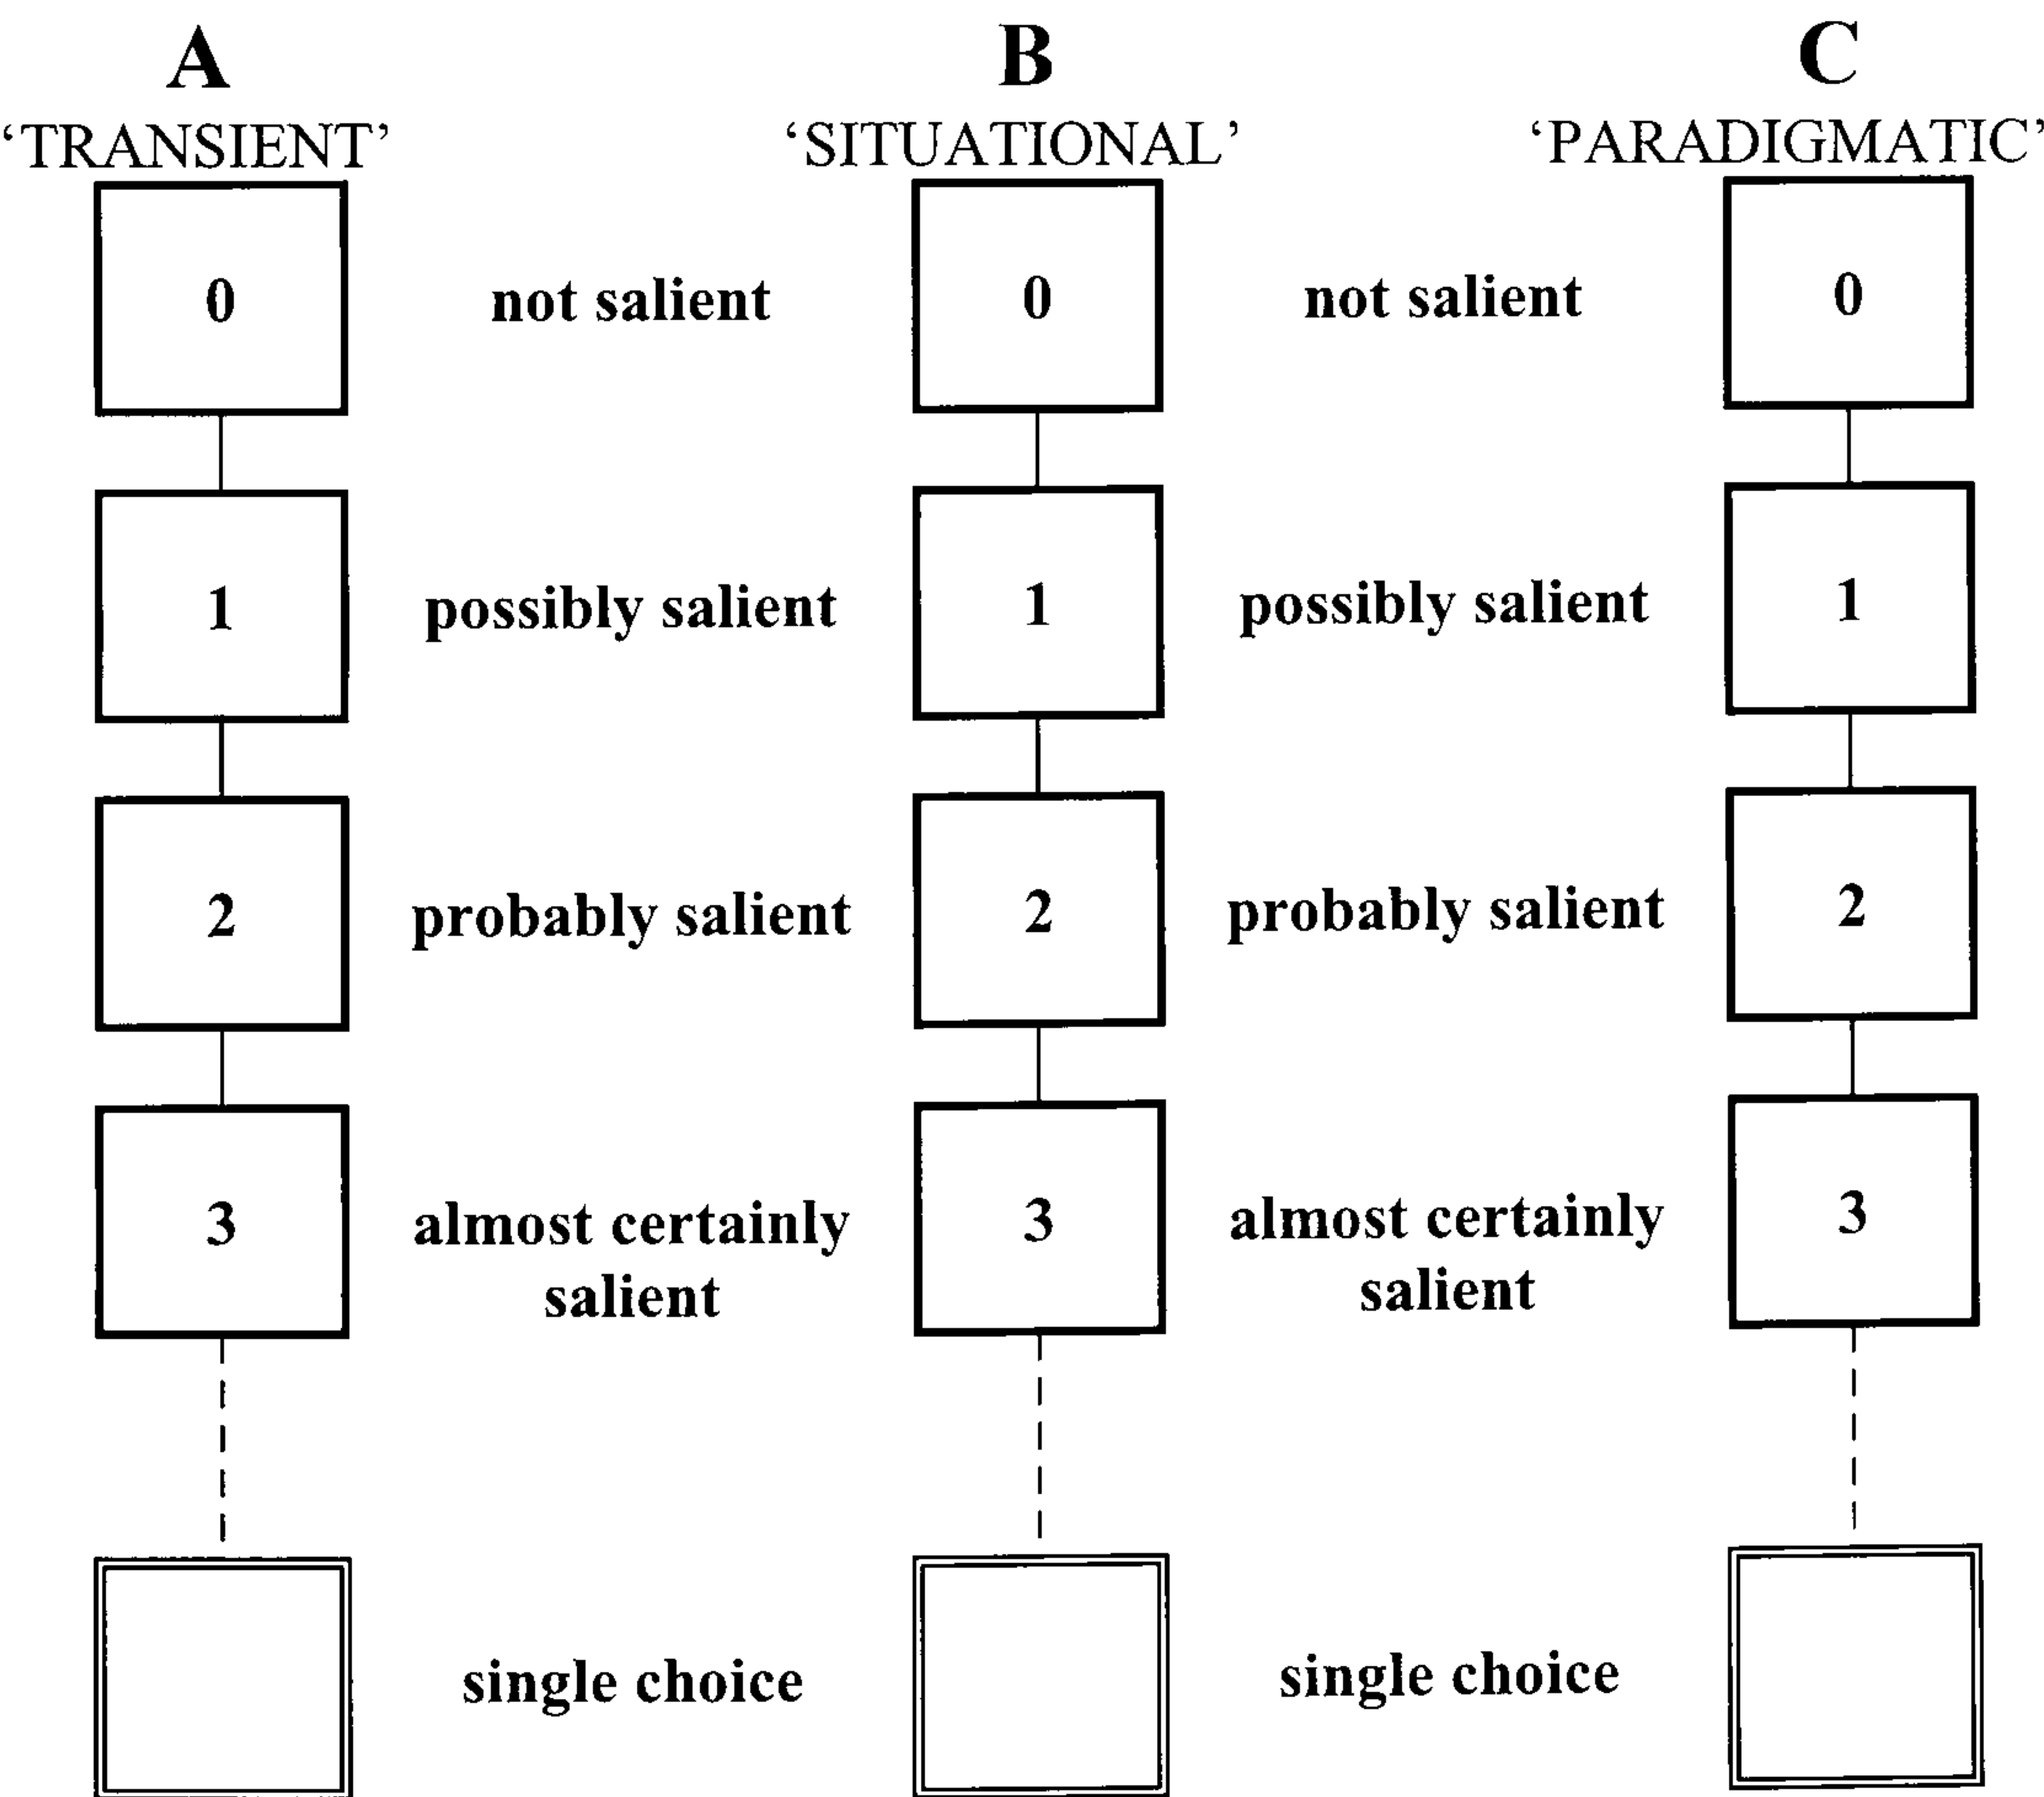 A B C
‘TRANSIENT’ ‘SITUATIONAL’ ‘PARADIGMATIC’
0 not salient 0 not salient 0
1 possibly salient 1 possibly salient 1
2 probably salient 2 probably salient 2
3 almost certainly 3 almost certainly 3
salient salient
single choice single choice